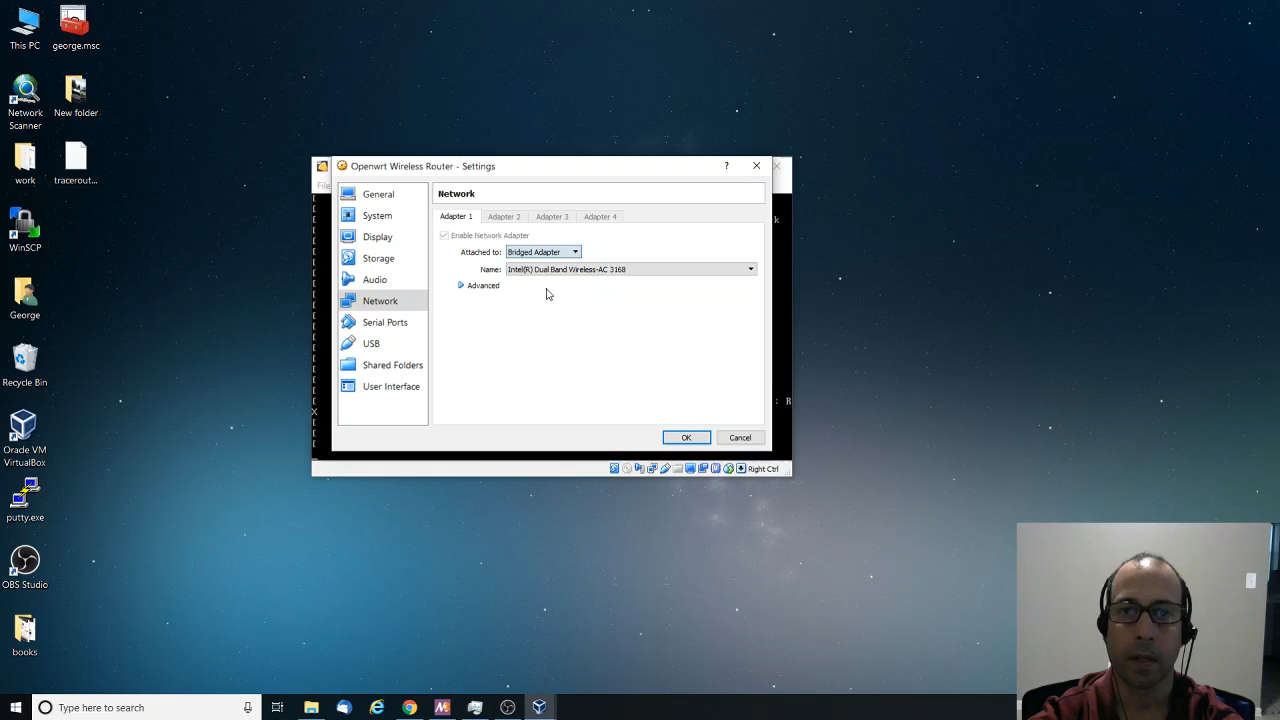 This PC
george.msc
Network
Scanner
New folder
work
tracerout...
WinSCP
George
Recycle Bin
Oracle VM
VirtualBox
putty.exe
OBS Studio
books
Openwrt Wireless Router - Settings
?
File
General
System
Display
Storage
Audio
Network
Serial Ports
USB
Shared Folders
User Interface
Network
Adapter 1
Adapter 2
Adapter 3
Adapter 4
Enable Network Adapter
Attached to: Bridged Adapter
Name: Intel(R) Dual Band Wireless-AC 3168
Advanced
OK
Cancel
k
: R
X
Right Ctrl
Type here to search